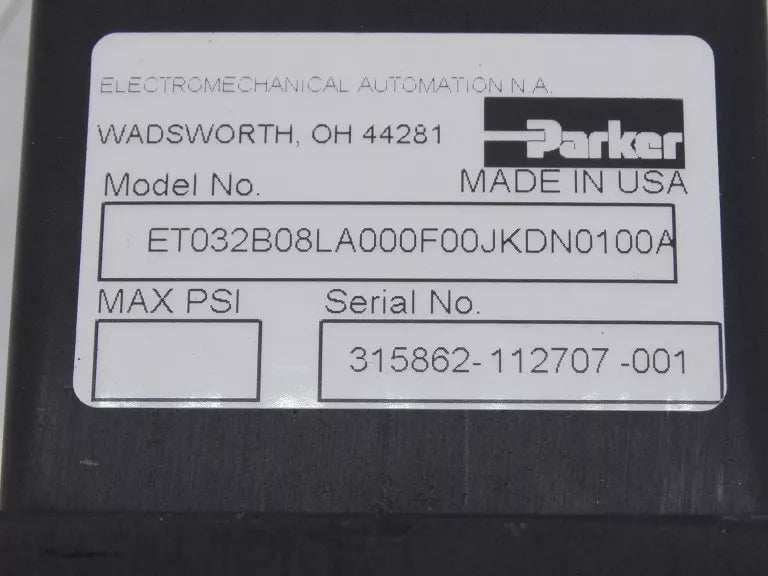 ELECTROMECHANICAL AUTOMATION N.A.
WADSWORTH, OH 44281
Parker
Model No.
MADE IN USA
ET032B08LA000F00JKDN0100A
MAX PSI
Serial No.
315862-112707-001